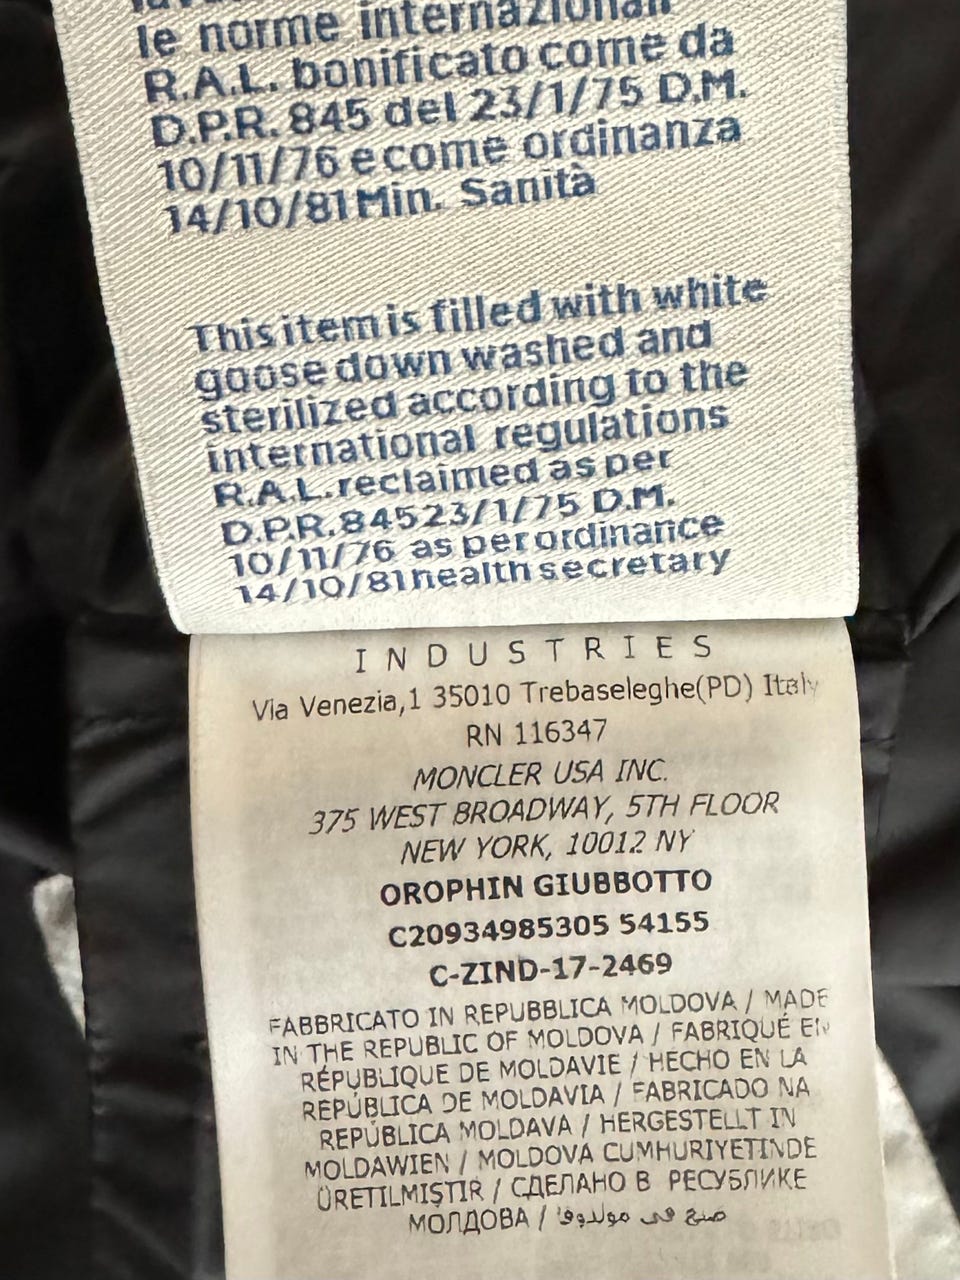 le norme internazionali
R.A.L. bonificato come da
D.P.R. 845 del 23/1/75 D.M.
10/11/76 e come ordinanza
14/10/81 Min. Sanità
This item is filled with white
goose down washed and
sterilized according to the
international regulations
R.A.L. reclaimed as per
D.P.R. 845 23/1/75 D.M.
10/11/76 as per ordinance
14/10/81 health secretary
INDUSTRIES
Via Venezia,1 35010 Trebaseleghe(PD) Italy
RN 116347
MONCLER USA INC.
375 WEST BROADWAY, 5TH FLOOR
NEW YORK, 10012 NY
OROPHIN GIUBBOTTO
C20934985305 54155
C-ZIND-17-2469
FABBRICATO IN REPUBBLICA MOLDOVA / MADE
IN THE REPUBLIC OF MOLDOVA / FABRIQUÉ EN
RÉPUBLIQUE DE MOLDAVIE / HECHO EN LA
REPÚBLICA DE MOLDAVIA / FABRICADO NA
REPÚBLICA MOLDAVA / HERGESTELLT IN
MOLDAWIEN / MOLDOVA CUMHURIYETINDE
ÜRETILMIŞTIR / СДЕЛАНО В РЕСУБЛИКЕ
МОЛДОВА / صنع في مولدوفا